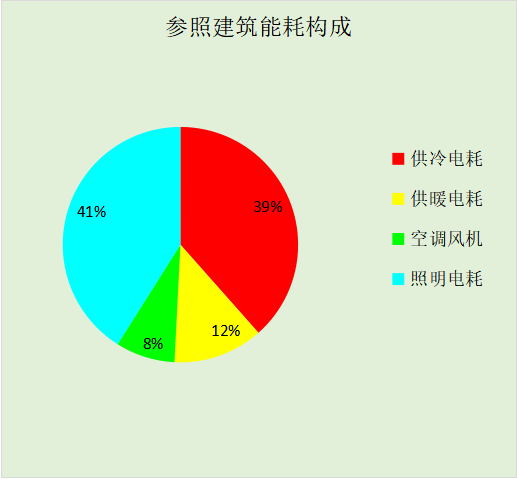 参照建筑能耗构成
39%
12%
8%
41%
供冷电耗
供暖电耗
空调风机
照明电耗